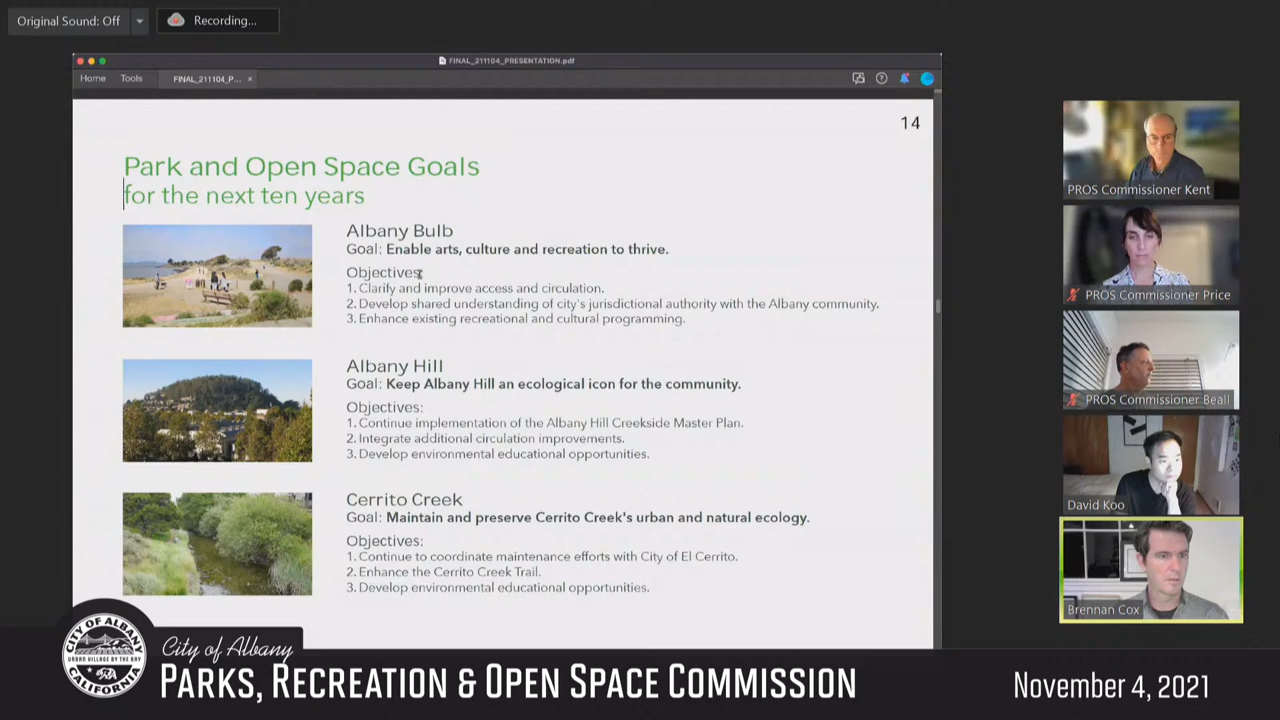 Original Sound: Off
Recording...
FINAL_211104_PRESENTATION.pdf
Home
Tools
FINAL_211104_P...
14
Park and Open Space Goals
for the next ten years
Albany Bulb
Goal: Enable arts, culture and recreation to thrive.
Objectives:
1. Clarify and improve access and circulation.
2. Develop shared understanding of city's jurisdictional authority with the Albany community.
3. Enhance existing recreational and cultural programming.
Albany Hill
Goal: Keep Albany Hill an ecological icon for the community.
Objectives:
1. Continue implementation of the Albany Hill Creekside Master Plan.
2. Integrate additional circulation improvements.
3. Develop environmental educational opportunities.
Cerrito Creek
Goal: Maintain and preserve Cerrito Creek's urban and natural ecology.
Objectives:
1. Continue to coordinate maintenance efforts with City of El Cerrito.
2. Enhance the Cerrito Creek Trail.
3. Develop environmental educational opportunities.
PROS Commissioner Kent
PROS Commissioner Price
PROS Commissioner Beall
David Koo
Brennan Cox
CITY OF ALBANY
URBAN VILLAGE BY THE BAY
CALIFORNIA
City of Albany
PARKS, RECREATION & OPEN SPACE COMMISSION
November 4, 2021